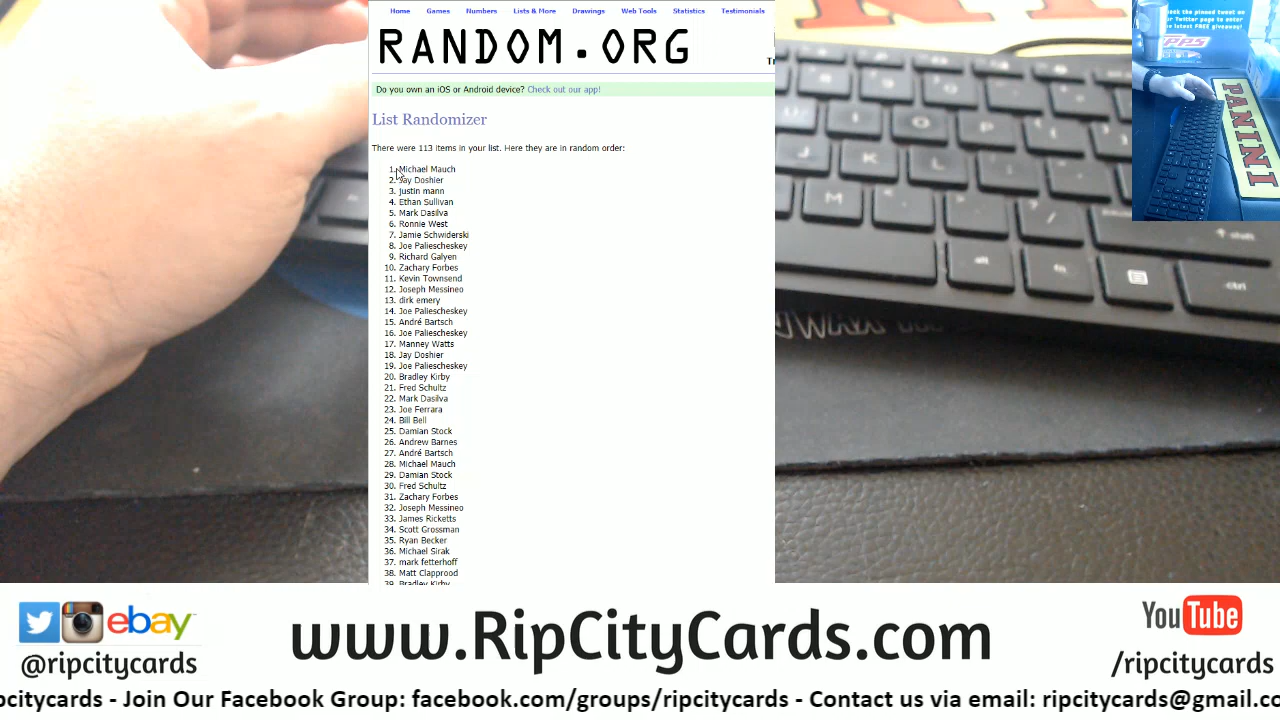 Home Games Numbers Lists & More Drawings Web Tools Statistics Testimonials
RANDOM.ORG
Do you own an iOS or Android device? Check out our app!
List Randomizer
There were 113 items in your list. Here they are in random order:
1. Michael Mauch
2. Jay Doshier
3. justin mann
4. Ethan Sullivan
5. Mark Dasilva
6. Ronnie West
7. Jamie Schwiderski
8. Joe Paliescheskey
9. Richard Galyen
10. Zachary Forbes
11. Kevin Townsend
12. Joseph Messineo
13. dirk emery
14. Joe Paliescheskey
15. André Bartsch
16. Joe Paliescheskey
17. Manney Watts
18. Jay Doshier
19. Joe Paliescheskey
20. Bradley Kirby
21. Fred Schultz
22. Mark Dasilva
23. Joe Ferrara
24. Bill Bell
25. Damian Stock
26. Andrew Barnes
27. André Bartsch
28. Michael Mauch
29. Damian Stock
30. Fred Schultz
31. Zachary Forbes
32. Joseph Messineo
33. James Ricketts
34. Scott Grossman
35. Ryan Becker
36. Michael Sirak
37. mark fetterhoff
38. Matt Clapprood
39. Bradley Kirby
PANINI
shift
alt
ctrl
ebay
@ripcitycards
www.RipCityCards.com
YouTube
/ripcitycards
pcitycards - Join Our Facebook Group: facebook.com/groups/ripcitycards - Contact us via email: ripcitycards@gmail.co